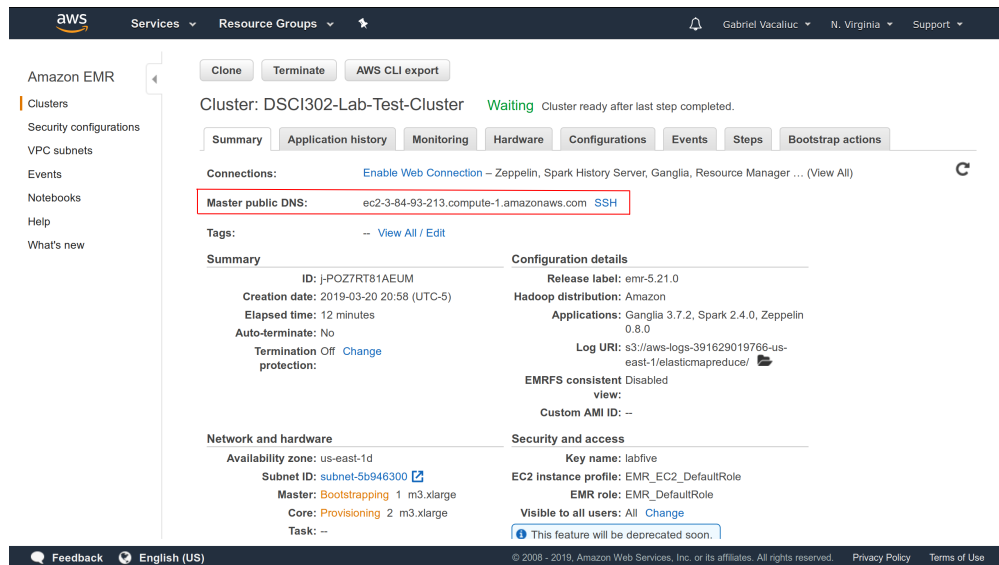 aws Services Resource Groups Gabriel Vacaliuc N. Virginia Support
Amazon EMR
Clusters
Security configurations
VPC subnets
Events
Notebooks
Help
What's new
Clone Terminate AWS CLI export
Cluster: DSCI302-Lab-Test-Cluster Waiting Cluster ready after last step completed.
Summary Application history Monitoring Hardware Configurations Events Steps Bootstrap actions
Connections: Enable Web Connection – Zeppelin, Spark History Server, Ganglia, Resource Manager … (View All)
Master public DNS: ec2-3-84-93-213.compute-1.amazonaws.com SSH
Tags: -- View All / Edit
Summary
ID: j-POZ7RT81AEUM
Creation date: 2019-03-20 20:58 (UTC-5)
Elapsed time: 12 minutes
Auto-terminate: No
Termination Off Change
protection:
Configuration details
Release label: emr-5.21.0
Hadoop distribution: Amazon
Applications: Ganglia 3.7.2, Spark 2.4.0, Zeppelin
0.8.0
Log URI: s3://aws-logs-391629019766-us-
east-1/elasticmapreduce/
EMRFS consistent Disabled
view:
Custom AMI ID: --
Network and hardware
Availability zone: us-east-1d
Subnet ID: subnet-5b946300
Master: Bootstrapping 1 m3.xlarge
Core: Provisioning 2 m3.xlarge
Task: --
Security and access
Key name: labfive
EC2 instance profile: EMR_EC2_DefaultRole
EMR role: EMR_DefaultRole
Visible to all users: All Change
This feature will be deprecated soon.
Feedback English (US) © 2008 - 2019, Amazon Web Services, Inc. or its affiliates. All rights reserved. Privacy Policy Terms of Use